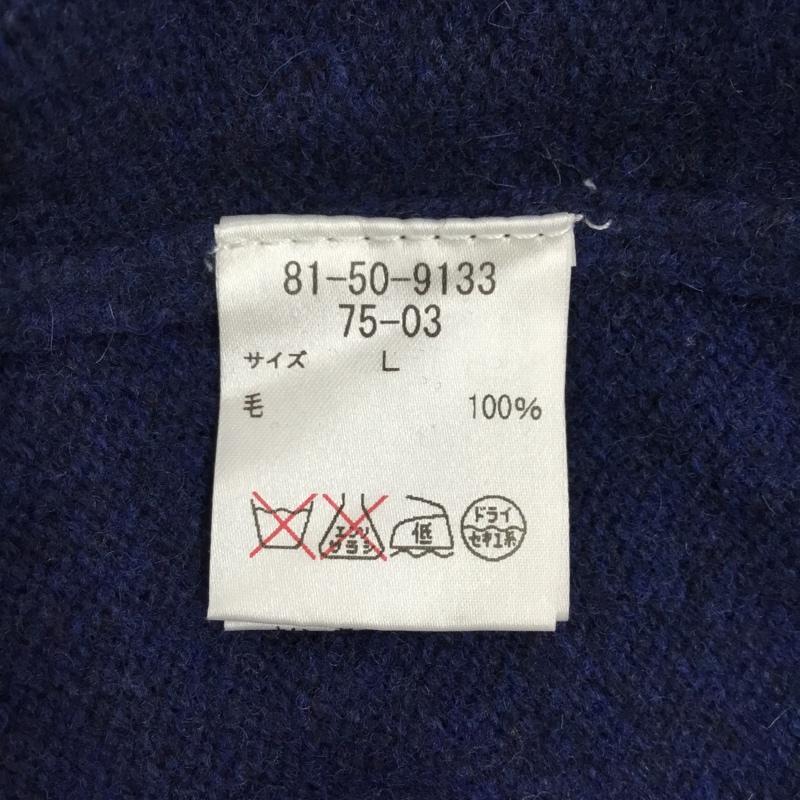 81-50-9133
75-03
サイズ L
毛 100%
エンソ サラシ
低
ドライ
セキユ系